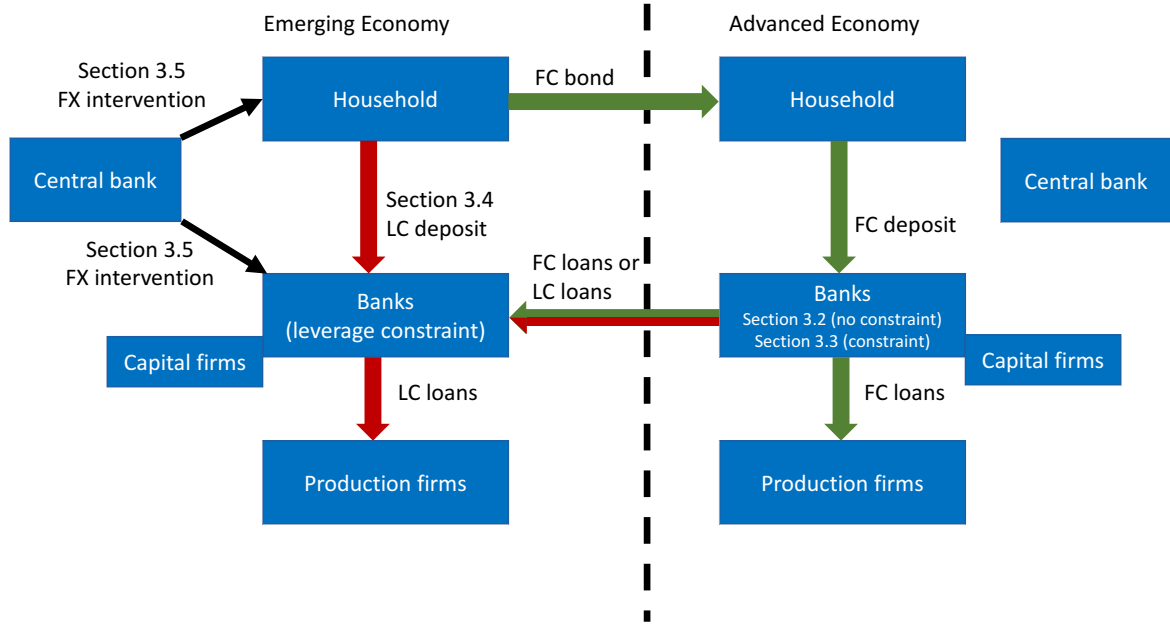 Emerging Economy
Advanced Economy
Section 3.5
FX intervention
Household
FC bond
Household
Central bank
Central bank
Section 3.4
LC deposit
FC deposit
Section 3.5
FX intervention
Banks
(leverage constraint)
FC loans or
LC loans
Banks
Section 3.2 (no constraint)
Section 3.3 (constraint)
Capital firms
Capital firms
LC loans
FC loans
Production firms
Production firms